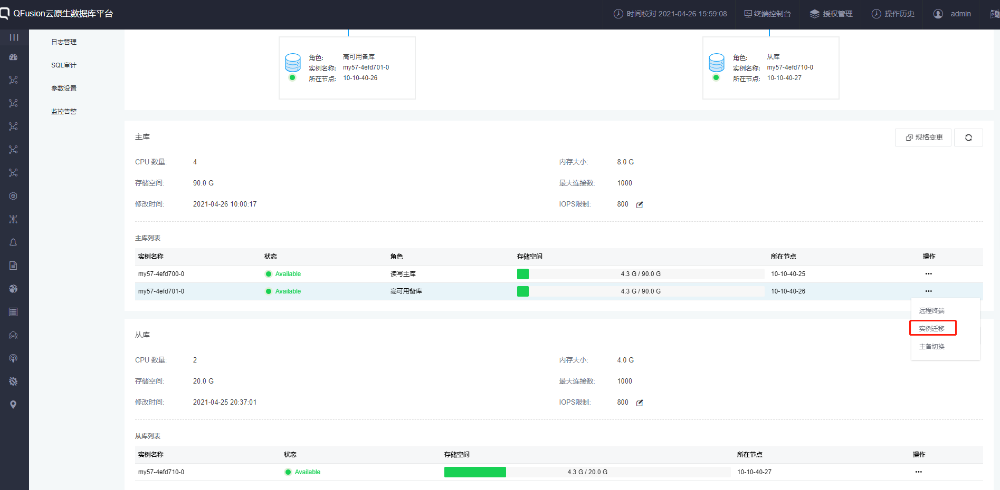 QFusion云原生数据库平台
时间校对 2021-04-26 15:59:08
终端控制台
授权管理
操作历史
admin
日志管理
SQL审计
参数设置
监控告警
角色: 高可用备库
实例名称: my57-4efd701-0
所在节点: 10-10-40-26
角色: 从库
实例名称: my57-4efd710-0
所在节点: 10-10-40-27
主库
规格变更
CPU 数量: 4 内存大小: 8.0 G
存储空间: 90.0 G 最大连接数: 1000
修改时间: 2021-04-26 10:00:17 IOPS限制: 800
主库列表
实例名称 状态 角色 存储空间 所在节点 操作
my57-4efd700-0 Available 读写主库 4.3 G / 90.0 G 10-10-40-25 •••
my57-4efd701-0 Available 高可用备库 4.3 G / 90.0 G 10-10-40-26 •••
远程终端
实例迁移
主备切换
从库
CPU 数量: 2 内存大小: 4.0 G
存储空间: 20.0 G 最大连接数: 1000
修改时间: 2021-04-25 20:37:01 IOPS限制: 800
从库列表
实例名称 状态 存储空间 所在节点 操作
my57-4efd710-0 Available 4.3 G / 20.0 G 10-10-40-27 •••